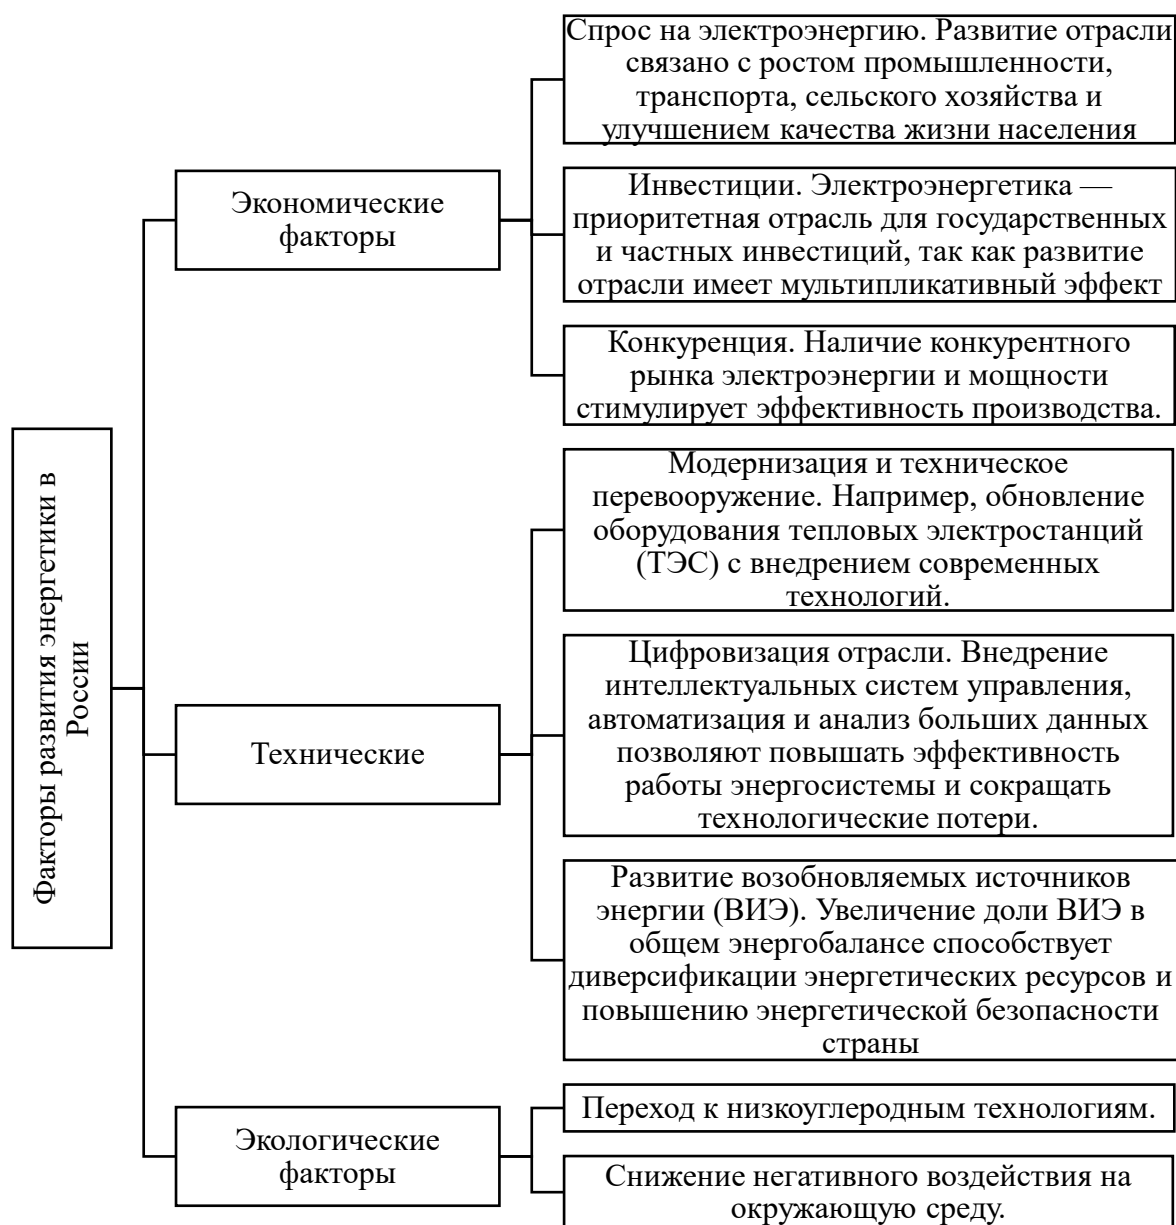 Факторы развития энергетики в
России
Экономические
факторы
Спрос на электроэнергию. Развитие отрасли
связано с ростом промышленности,
транспорта, сельского хозяйства и
улучшением качества жизни населения
Инвестиции. Электроэнергетика —
приоритетная отрасль для государственных
и частных инвестиций, так как развитие
отрасли имеет мультипликативный эффект
Конкуренция. Наличие конкурентного
рынка электроэнергии и мощности
стимулирует эффективность производства.
Технические
Модернизация и техническое
перевооружение. Например, обновление
оборудования тепловых электростанций
(ТЭС) с внедрением современных
технологий.
Цифровизация отрасли. Внедрение
интеллектуальных систем управления,
автоматизация и анализ больших данных
позволяют повышать эффективность
работы энергосистемы и сокращать
технологические потери.
Развитие возобновляемых источников
энергии (ВИЭ). Увеличение доли ВИЭ в
общем энергобалансе способствует
диверсификации энергетических ресурсов и
повышению энергетической безопасности
страны
Экологические
факторы
Переход к низкоуглеродным технологиям.
Снижение негативного воздействия на
окружающую среду.